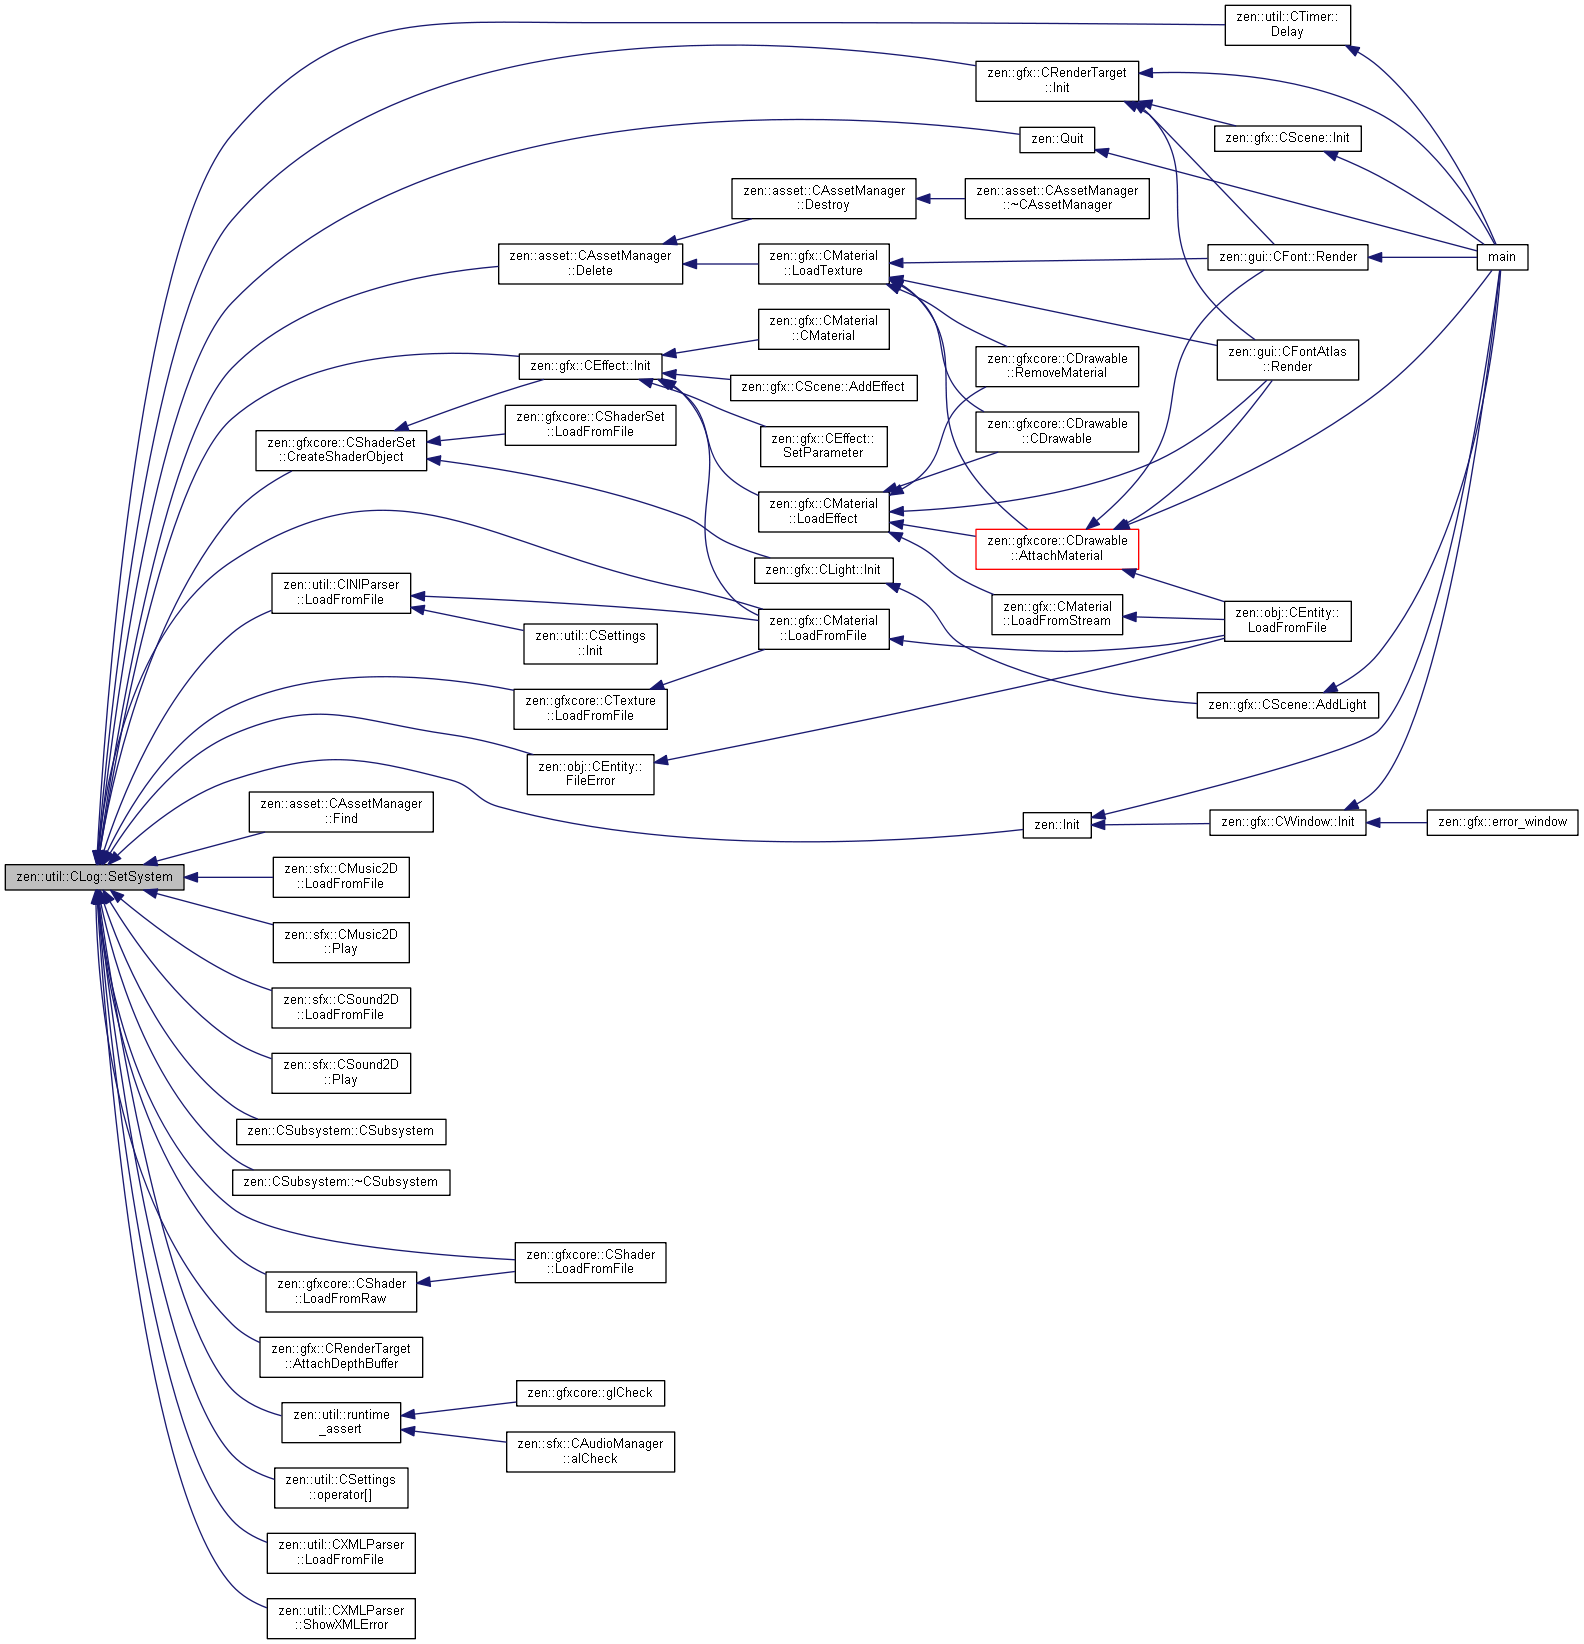 zen::util::CTimer::
Delay
zen::gfx::CRenderTarget
::Init
zen::Quit
zen::gfx::CScene::Init
zen::asset::CAssetManager
::Destroy
zen::asset::CAssetManager
::~CAssetManager
zen::asset::CAssetManager
::Delete
zen::gfx::CMaterial
::LoadTexture
zen::gui::CFont::Render
main
zen::gfx::CMaterial
::CMaterial
zen::gfx::CEffect::Init
zen::gfxcore::CDrawable
::RemoveMaterial
zen::gui::CFontAtlas
::Render
zen::gfx::CScene::AddEffect
zen::gfxcore::CShaderSet
::LoadFromFile
zen::gfxcore::CDrawable
::CDrawable
zen::gfxcore::CShaderSet
::CreateShaderObject
zen::gfx::CEffect::
SetParameter
zen::gfx::CMaterial
::LoadEffect
zen::gfxcore::CDrawable
::AttachMaterial
zen::gfx::CLight::Init
zen::util::CINIParser
::LoadFromFile
zen::gfx::CMaterial
::LoadFromStream
zen::obj::CEntity::
LoadFromFile
zen::gfx::CMaterial
::LoadFromFile
zen::util::CSettings
::Init
zen::gfxcore::CTexture
::LoadFromFile
zen::gfx::CScene::AddLight
zen::obj::CEntity::
FileError
zen::asset::CAssetManager
::Find
zen::Init
zen::gfx::CWindow::Init
zen::gfx::error_window
zen::util::CLog::SetSystem
zen::sfx::CMusic2D
::LoadFromFile
zen::sfx::CMusic2D
::Play
zen::sfx::CSound2D
::LoadFromFile
zen::sfx::CSound2D
::Play
zen::CSubsystem::CSubsystem
zen::CSubsystem::~CSubsystem
zen::gfxcore::CShader
::LoadFromFile
zen::gfxcore::CShader
::LoadFromRaw
zen::gfx::CRenderTarget
::AttachDepthBuffer
zen::gfxcore::glCheck
zen::util::runtime
_assert
zen::sfx::CAudioManager
::alCheck
zen::util::CSettings
::operator[]
zen::util::CXMLParser
::LoadFromFile
zen::util::CXMLParser
::ShowXMLError